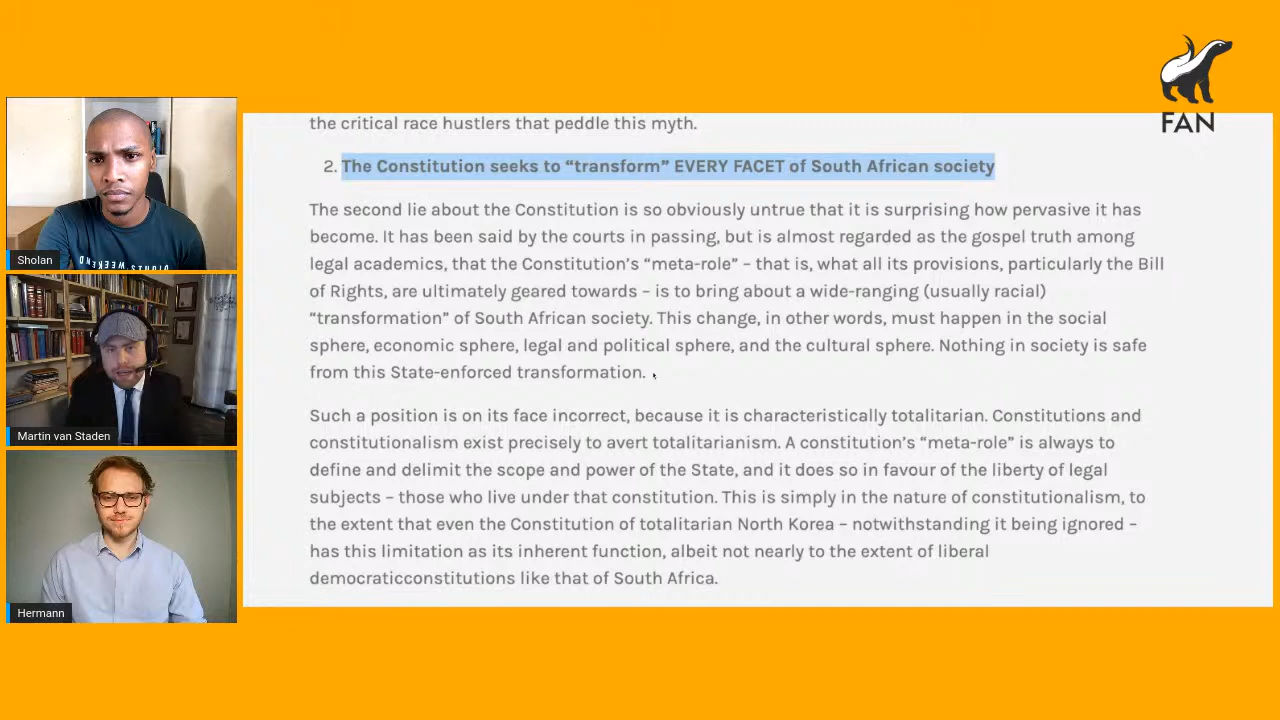 FAN
the critical race hustlers that peddle this myth.
2. The Constitution seeks to “transform” EVERY FACET of South African society
The second lie about the Constitution is so obviously untrue that it is surprising how pervasive it has
become. It has been said by the courts in passing, but is almost regarded as the gospel truth among
legal academics, that the Constitution’s “meta-role” – that is, what all its provisions, particularly the Bill
of Rights, are ultimately geared towards – is to bring about a wide-ranging (usually racial)
“transformation” of South African society. This change, in other words, must happen in the social
sphere, economic sphere, legal and political sphere, and the cultural sphere. Nothing in society is safe
from this State-enforced transformation.
Such a position is on its face incorrect, because it is characteristically totalitarian. Constitutions and
constitutionalism exist precisely to avert totalitarianism. A constitution’s “meta-role” is always to
define and delimit the scope and power of the State, and it does so in favour of the liberty of legal
subjects – those who live under that constitution. This is simply in the nature of constitutionalism, to
the extent that even the Constitution of totalitarian North Korea – notwithstanding it being ignored –
has this limitation as its inherent function, albeit not nearly to the extent of liberal
democraticconstitutions like that of South Africa.
Sholan
Martin van Staden
Hermann